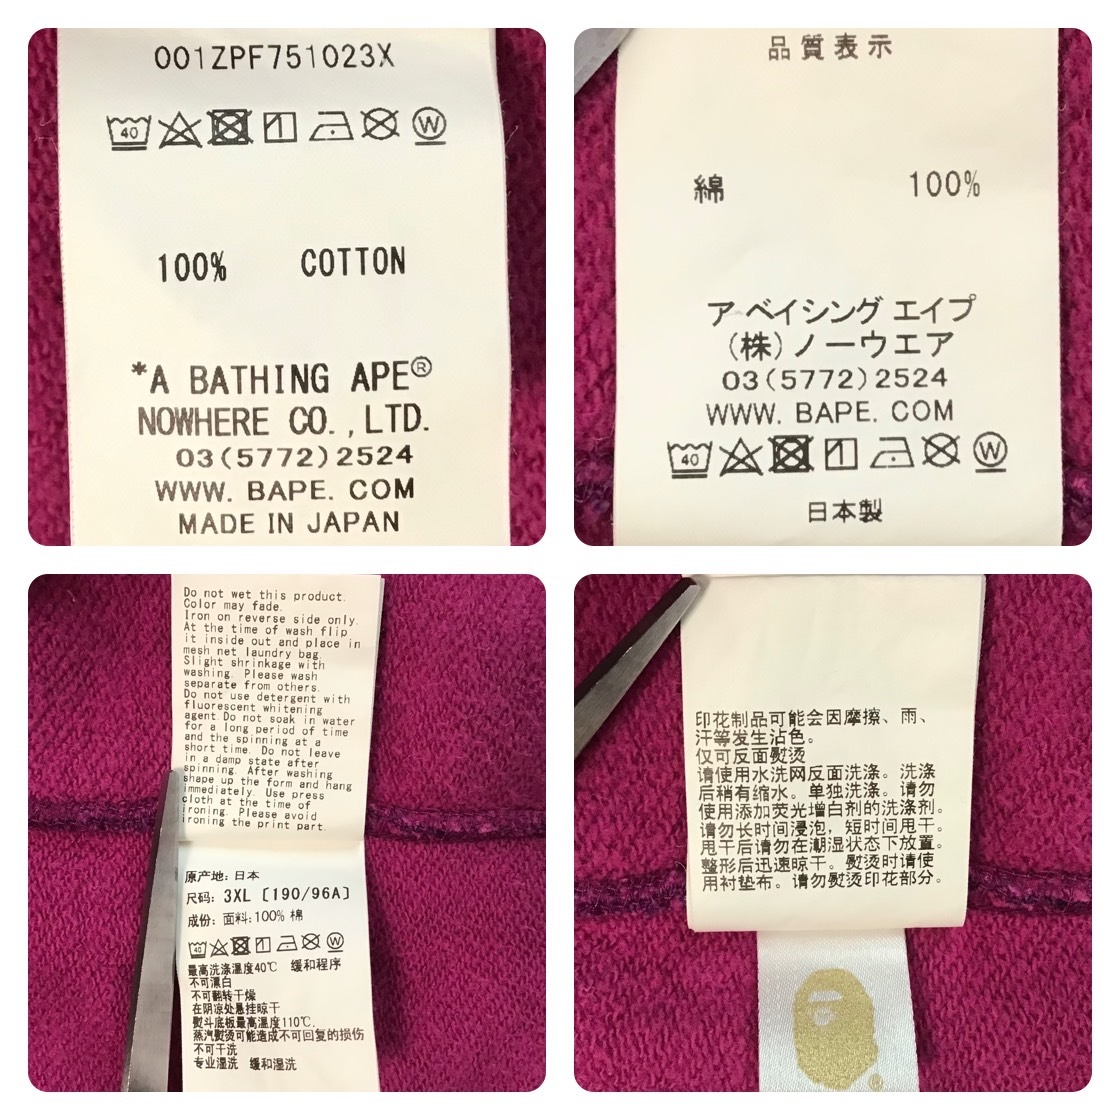 001ZPF751023X
40
W
100% COTTON
*A BATHING APE®
NOWHERE CO.,LTD.
03(5772)2524
WWW. BAPE. COM
MADE IN JAPAN
品質表示
綿 100%
ア ベイシング エイプ
(株)ノーウエア
03(5772)2524
WWW. BAPE. COM
40
W
日本製
Do not wet this product.
Color may fade.
Iron on reverse side only.
At the time of wash flip
it inside out and place in
mesh net laundry bag.
Slight shrinkage with
washing. Please wash
separate from others.
Do not use detergent with
fluorescent whitening
agent.Do not soak in water
for a long period of time
and the spinning at a
short time. Do not leave
in a damp state after
spinning. After washing
shape up the form and hang
immediately. Use press
cloth at the time of
ironing. Please avoid
ironing the print part.
原产地: 日本
尺码: 3XL [190/96A]
成份: 面料:100% 棉
40
W
最高洗涤温度40℃ 缓和程序
不可漂白
不可翻转干燥
在阴凉处悬挂晾干
熨斗底板最高温度110℃.
蒸汽熨烫可能造成不可回复的损伤
不可干洗
专业湿洗 缓和湿洗
印花制品可能会因摩擦、雨、
汗等发生沾色。
仅可反面熨烫
请使用水洗网反面洗涤。洗涤
后稍有缩水。单独洗涤。请勿
使用添加荧光增白剂的洗涤剂。
请勿长时间浸泡，短时间甩干。
甩干后请勿在潮湿状态下放置。
整形后迅速晾干。熨烫时请使
用衬垫布。请勿熨烫印花部分。
®